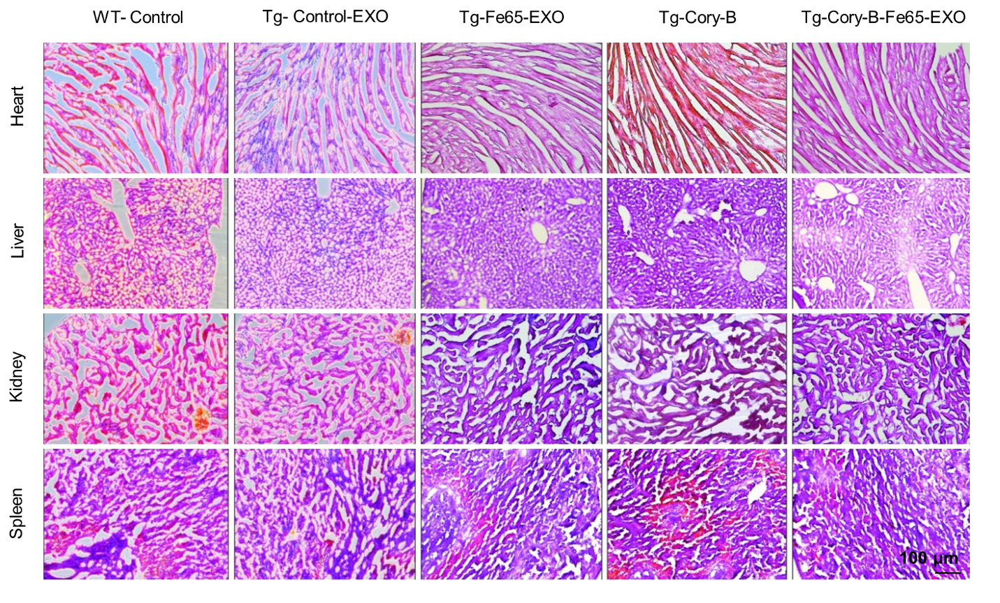 WT- Control
Tg- Control-EXO
Tg-Fe65-EXO
Tg-Cory-B
Tg-Cory-B-Fe65-EXO
Heart
Liver
Kidney
Spleen
100 μm